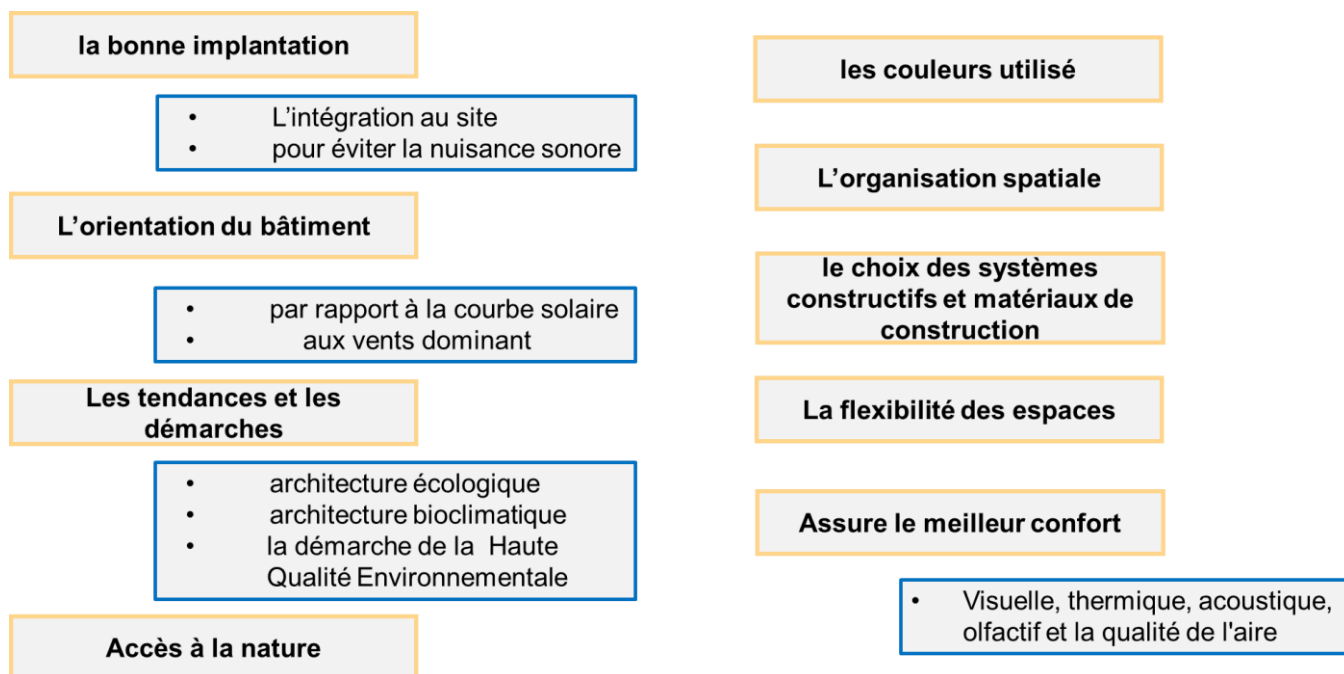 la bonne implantation
• L'intégration au site
• pour éviter la nuisance sonore
L'orientation du bâtiment
• par rapport à la courbe solaire
• aux vents dominant
Les tendances et les
démarches
• architecture écologique
• architecture bioclimatique
• la démarche de la Haute
Qualité Environnementale
Accès à la nature
les couleurs utilisé
L'organisation spatiale
le choix des systèmes
constructifs et matériaux de
construction
La flexibilité des espaces
Assure le meilleur confort
• Visuelle, thermique, acoustique,
olfactif et la qualité de l'aire